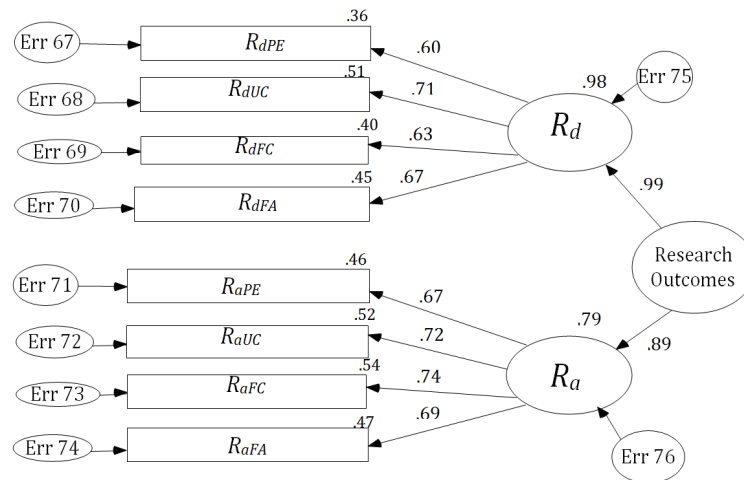 .36
Err 67
RdPE
.60
.51
Err 68
RdUC
.71
.98
Err 75
Rd
.40
Err 69
RdFC
.63
.45
.67
Err 70
RdFA
.99
Research
Outcomes
.46
Err 71
RaPE
.67
.52
Err 72
RaUC
.72
.79
.89
.54
Err 73
RaFC
.74
Ra
.47
Err 74
RaFA
.69
Err 76